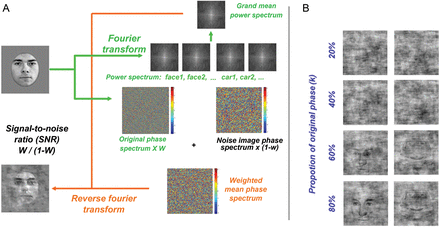 A
Grand mean
power spectrum
Fourier
transform
Power spectrum: face1, face2, ... car1, car2, ...
Original phase
spectrum X W
+
Noise image phase
spectrum x (1-w)
Signal-to-noise
ratio (SNR)
W / (1-W)
Reverse fourier
transform
Weighted
mean phase
spectrum
B
Propotion of original phase (k)
20%
40%
60%
80%